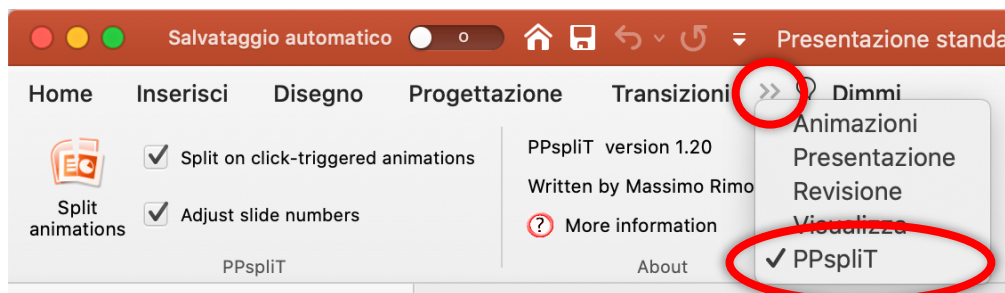 Salvataggio automatico
Presentazione standa
Home Inserisci Disegno Progettazione Transizioni >> Dimmi
Animazioni
Presentazione
Revisione
Visualizza
✓ PPspliT
Split animations
Split on click-triggered animations
Adjust slide numbers
PPspliT
PPspliT version 1.20
Written by Massimo Rimo
? More information
About